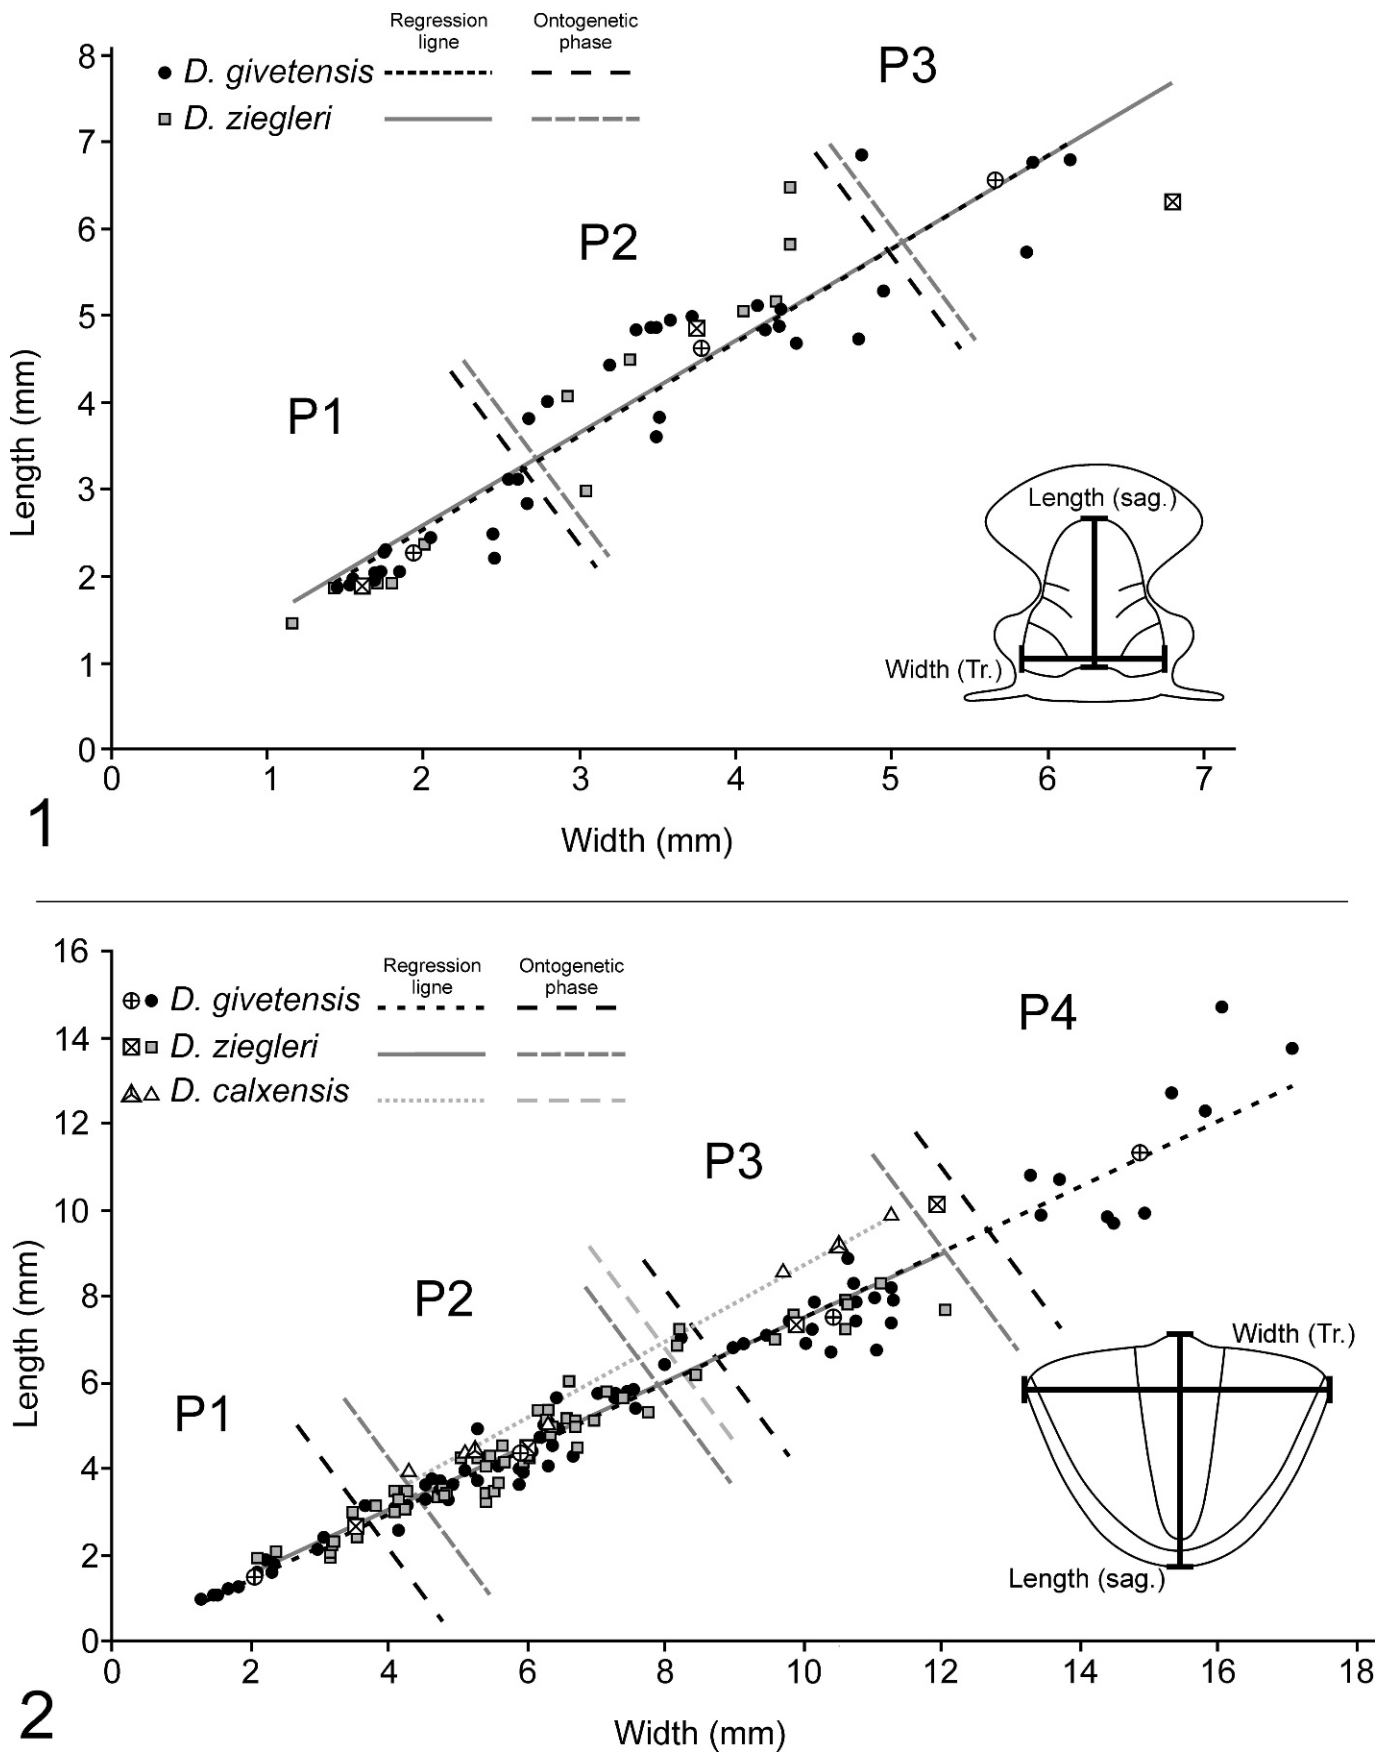 Regression Ontogenetic
ligne phase
D. givetensis
D. ziegleri
P1
P2
P3
8
7
6
5
4
3
2
1
0
Length (mm)
0 1 2 3 4 5 6 7
Width (mm)
Length (sag.)
Width (Tr.)
1
Regression Ontogenetic
ligne phase
D. givetensis
D. ziegleri
D. calxensis
P1
P2
P3
P4
16
14
12
10
8
6
4
2
0
Length (mm)
0 2 4 6 8 10 12 14 16 18
Width (mm)
Width (Tr.)
Length (sag.)
2